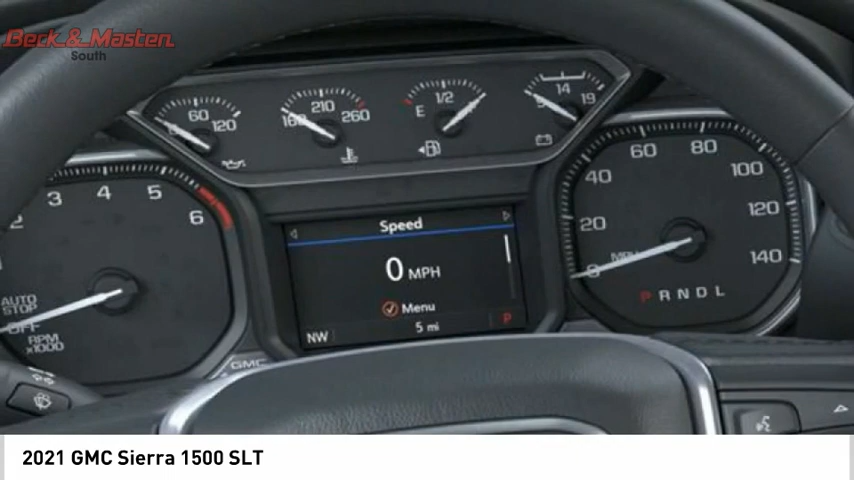 Beck & Masten
South
60
120
160
210
260
E
1/2
14
19
2
3
4
5
6
AUTO
STOP
OFF
RPM
x1000
GMC
Speed
0 MPH
Menu
5 mi
NW
P
0
20
40
60
80
100
120
140
MPH
P R N D L
2021 GMC Sierra 1500 SLT